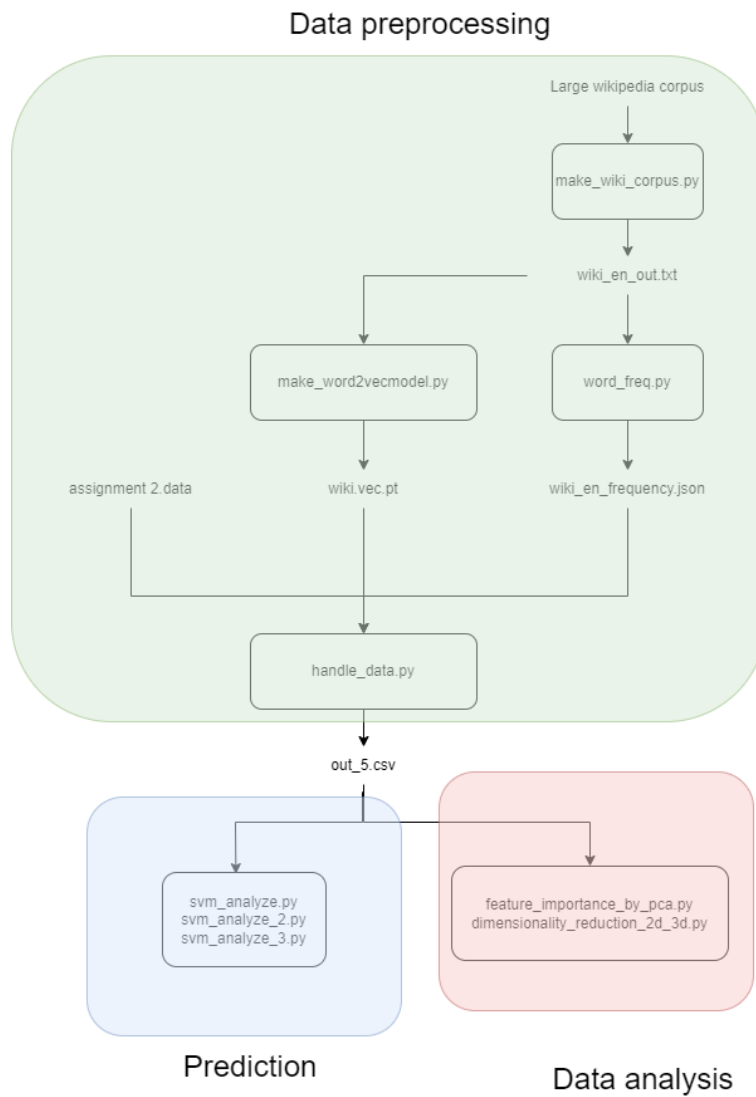 Data preprocessing
Large wikipedia corpus
make_wiki_corpus.py
wiki_en_out.txt
make_word2vecmodel.py
word_freq.py
assignment 2.data
wiki.vec.pt
wiki_en_frequency.json
handle_data.py
out_5.csv
svm_analyze.py
svm_analyze_2.py
svm_analyze_3.py
feature_importance_by_pca.py
dimensionality_reduction_2d_3d.py
Prediction
Data analysis